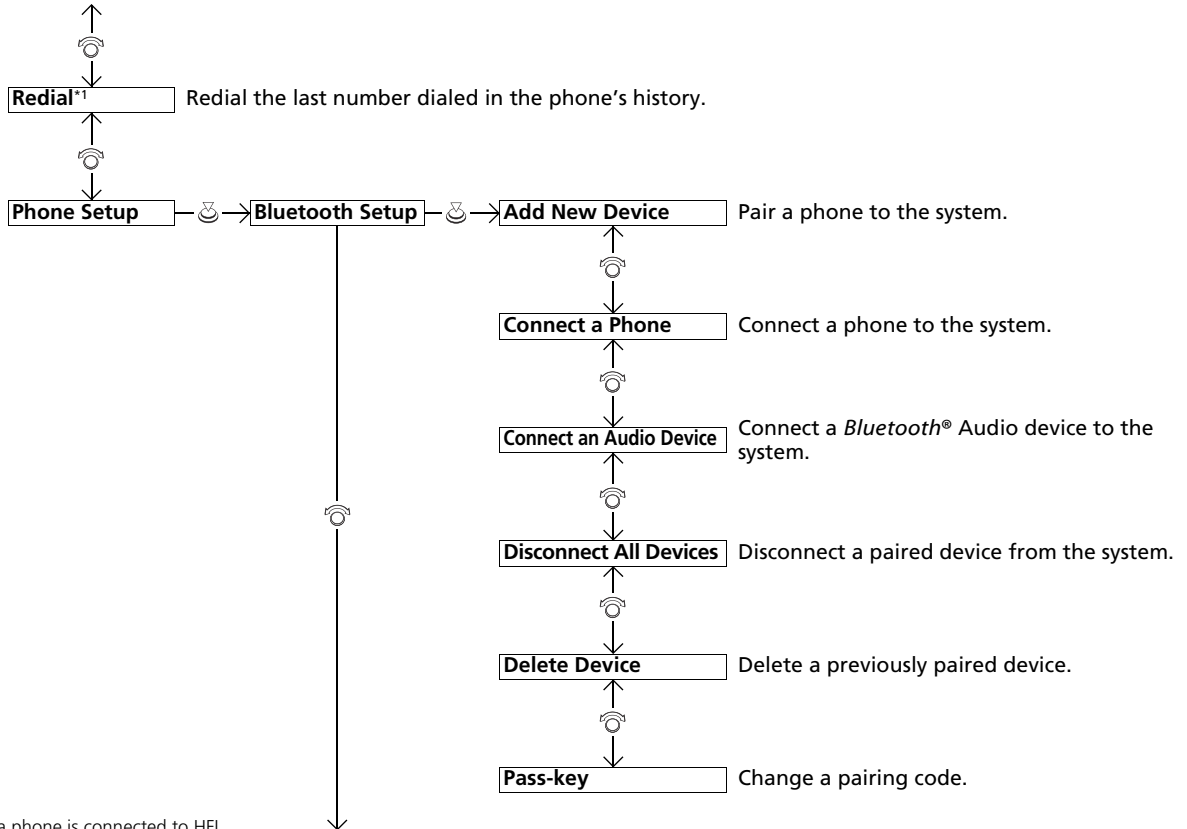 Redial*1 Redial the last number dialed in the phone's history.
Phone Setup Bluetooth Setup Add New Device Pair a phone to the system.
Connect a Phone Connect a phone to the system.
Connect an Audio Device Connect a Bluetooth® Audio device to the
system.
Disconnect All Devices Disconnect a paired device from the system.
Delete Device Delete a previously paired device.
Pass-key Change a pairing code.
a phone is connected to HFL